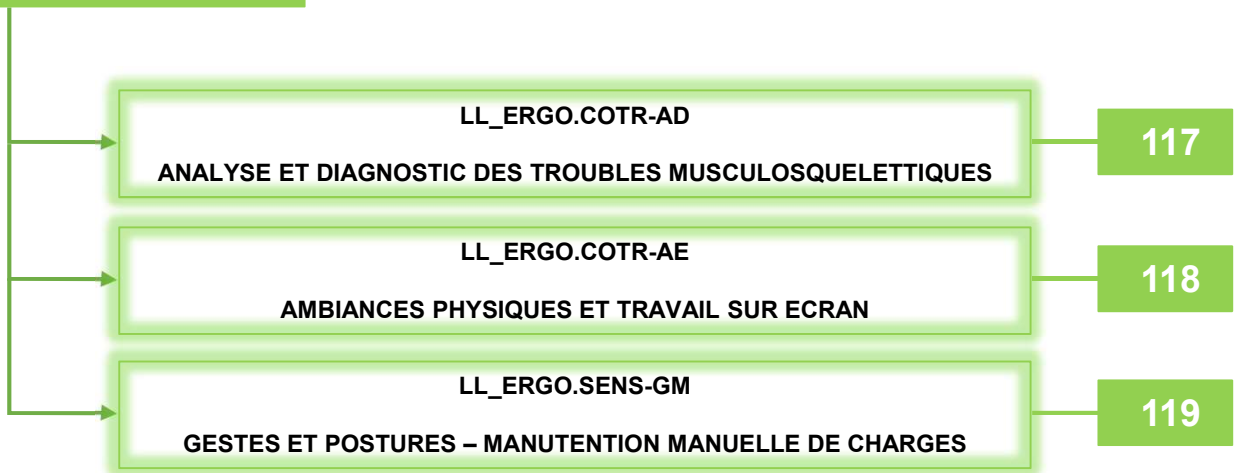 LL_ERGO.COTR-AD
ANALYSE ET DIAGNOSTIC DES TROUBLES MUSCULOSQUELETTIQUES
117
LL_ERGO.COTR-AE
AMBIANCES PHYSIQUES ET TRAVAIL SUR ECRAN
118
LL_ERGO.SENS-GM
GESTES ET POSTURES – MANUTENTION MANUELLE DE CHARGES
119